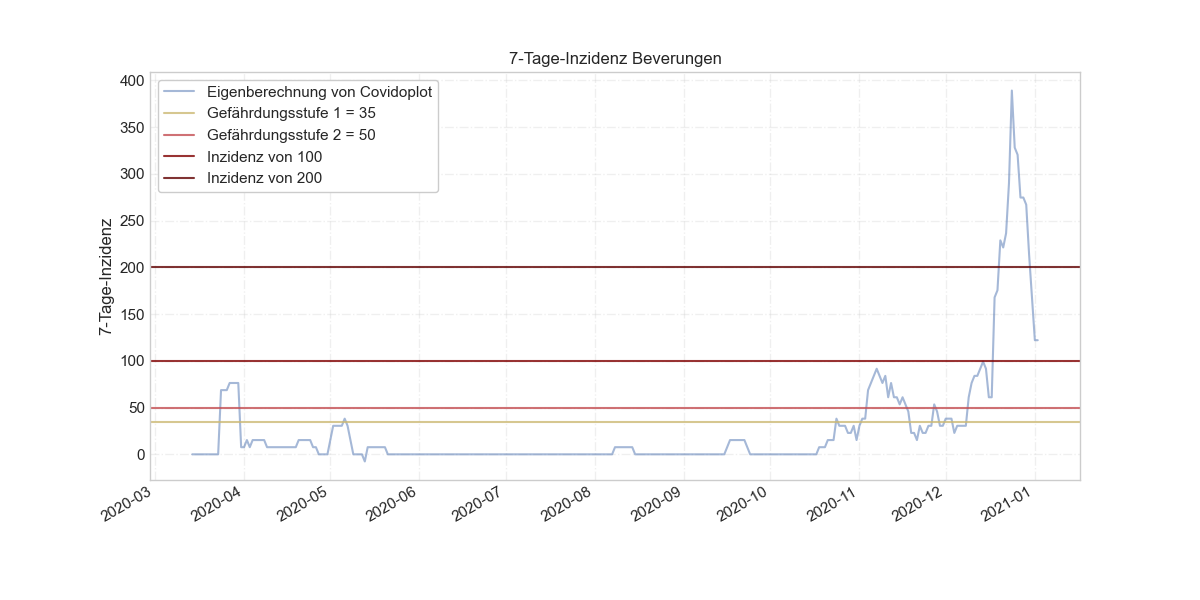 7-Tage-Inzidenz Beverungen
Eigenberechnung von Covidoplot
Gefährdungsstufe 1 = 35
Gefährdungsstufe 2 = 50
Inzidenz von 100
Inzidenz von 200
7-Tage-Inzidenz
400
350
300
250
200
150
100
50
0
2020-03
2020-04
2020-05
2020-06
2020-07
2020-08
2020-09
2020-10
2020-11
2020-12
2021-01